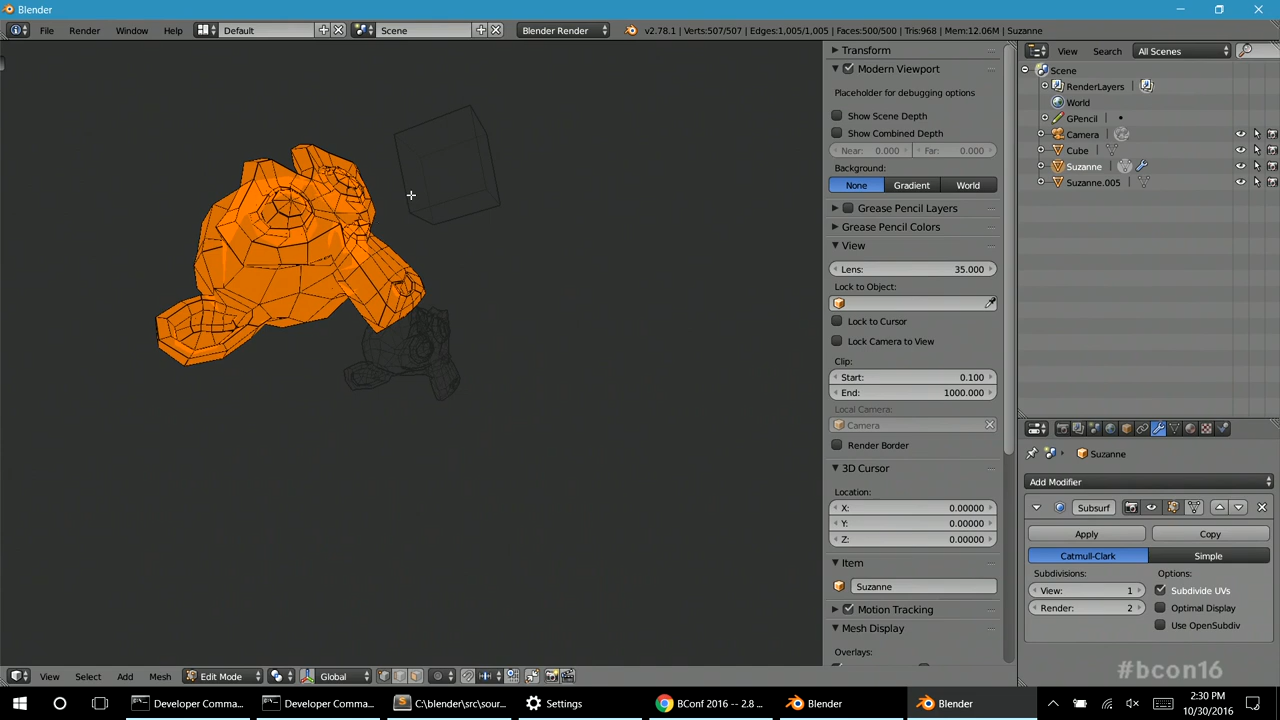 Blender
File Render Window Help Default Scene Blender Render v2.78.1 | Verts:507/507 | Edges:1,005/1,005 | Faces:500/500 | Tris:968 | Mem:12.06M | Suzanne
Transform
Modern Viewport
Placeholder for debugging options
Show Scene Depth
Show Combined Depth
Near: 0.000 Far: 0.000
Background:
None Gradient World
Grease Pencil Layers
Grease Pencil Colors
View
Lens: 35.000
Lock to Object:
Lock to Cursor
Lock Camera to View
Clip:
Start: 0.100
End: 1000.000
Local Camera:
Camera
Render Border
3D Cursor
Location:
X: 0.00000
Y: 0.00000
Z: 0.00000
Item
Suzanne
Motion Tracking
Mesh Display
Overlays:
View Search All Scenes
Scene
RenderLayers
World
GPencil
Camera
Cube
Suzanne
Suzanne.005
Suzanne
Add Modifier
Subsurf
Apply Copy
Catmull-Clark Simple
Subdivisions: Options:
View: 1 Subdivide UVs
Render: 2 Optimal Display
Use OpenSubdiv
#bcon16
View Select Add Mesh Edit Mode Global
Developer Comma... Developer Comma... C:\blender\src\sour... Settings BConf 2016 -- 2.8 ... Blender Blender
2:30 PM
10/30/2016